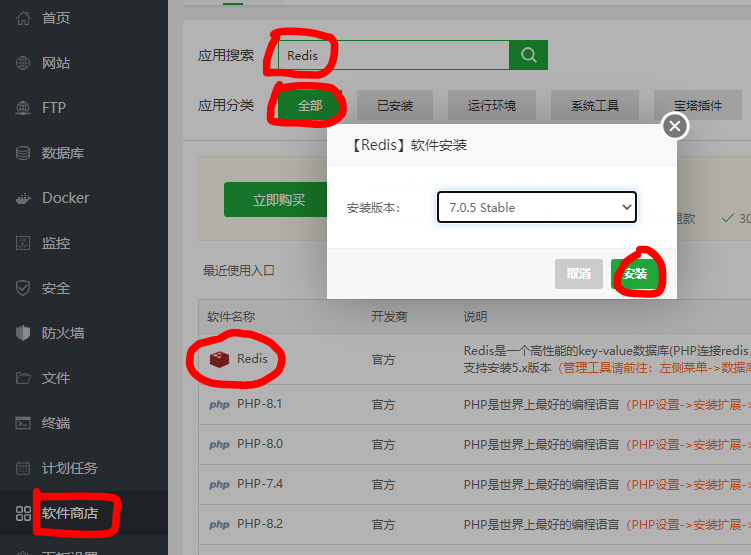 首页
网站
FTP
数据库
Docker
监控
安全
防火墙
文件
终端
计划任务
软件商店
应用搜索 Redis
应用分类 全部 已安装 运行环境 系统工具 宝塔插件
【Redis】软件安装
安装版本： 7.0.5 Stable
取消 安装
立即购买
退款 30
最近使用入口
软件名称 开发商 说明
Redis 官方 Redis是一个高性能的key-value数据库(PHP连接redis,
支持安装5.x版本 (管理工具请前往：左侧菜单->数据库
PHP-8.1 官方 PHP是世界上最好的编程语言 (PHP设置->安装扩展->
PHP-8.0 官方 PHP是世界上最好的编程语言 (PHP设置->安装扩展->
PHP-7.4 官方 PHP是世界上最好的编程语言 (PHP设置->安装扩展->
PHP-8.2 官方 PHP是世界上最好的编程语言 (PHP设置->安装扩展->